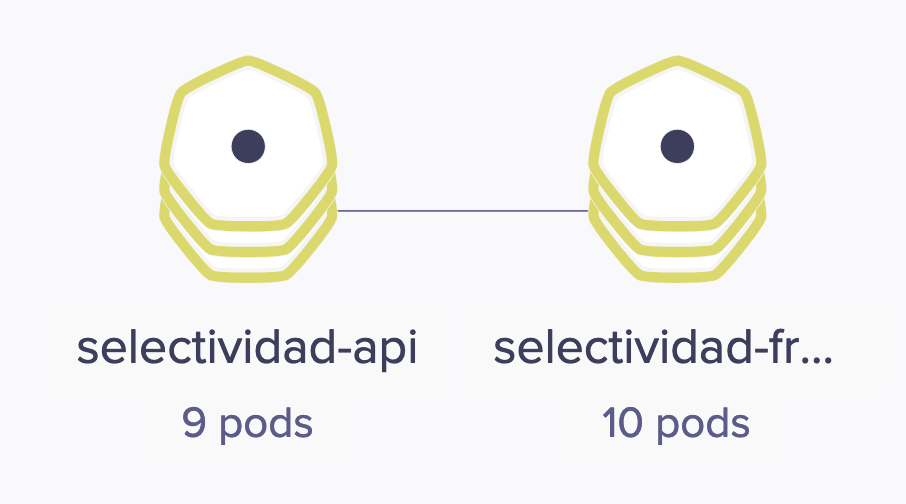 selectividad-api
9 pods
selectividad-fr...
10 pods